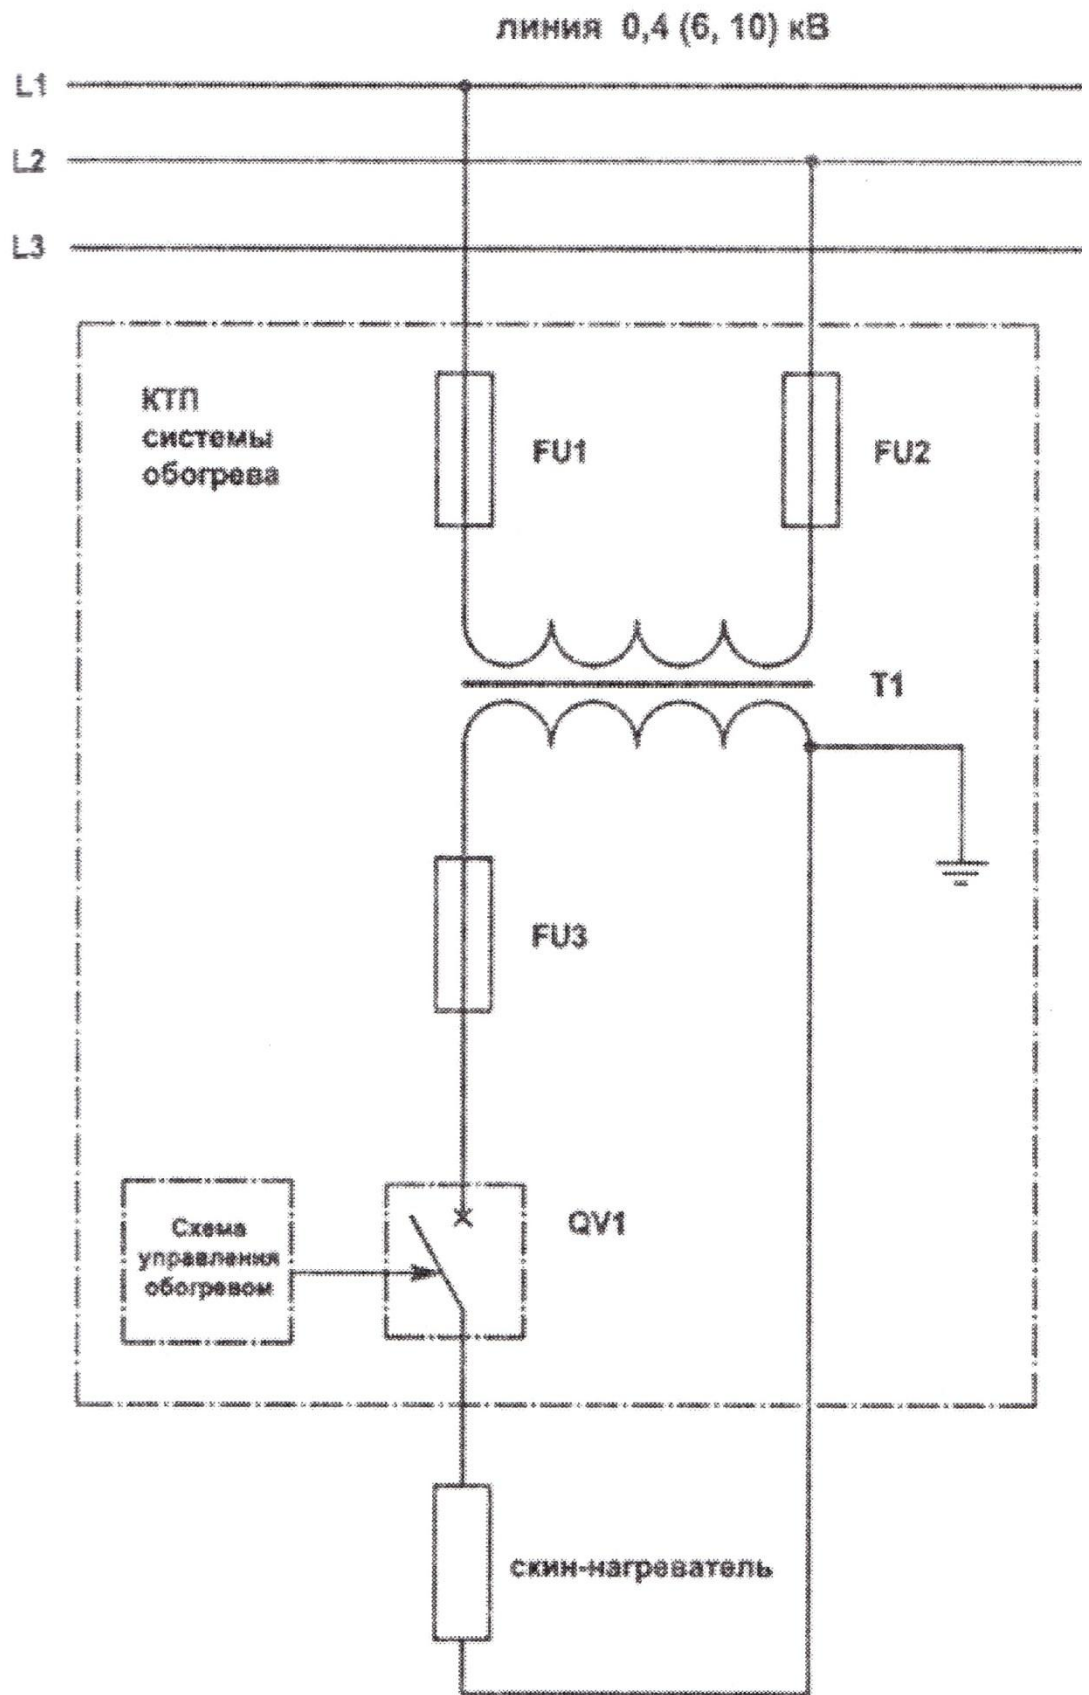 линия 0,4 (6, 10) кВ
L1
L2
L3
КТП
системы
обогрева
FU1
FU2
T1
FU3
QV1
Схема
управления
обогревом
скин-нагреватель